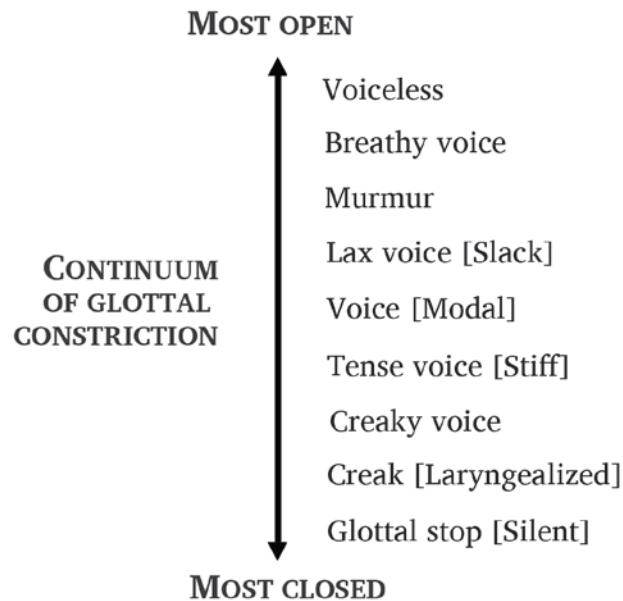 MOST OPEN
Voiceless
Breathy voice
Murmur
Lax voice [Slack]
CONTINUUM
OF GLOTTAL
CONSTRICTION
Voice [Modal]
Tense voice [Stiff]
Creaky voice
Creak [Laryngealized]
Glottal stop [Silent]
MOST CLOSED